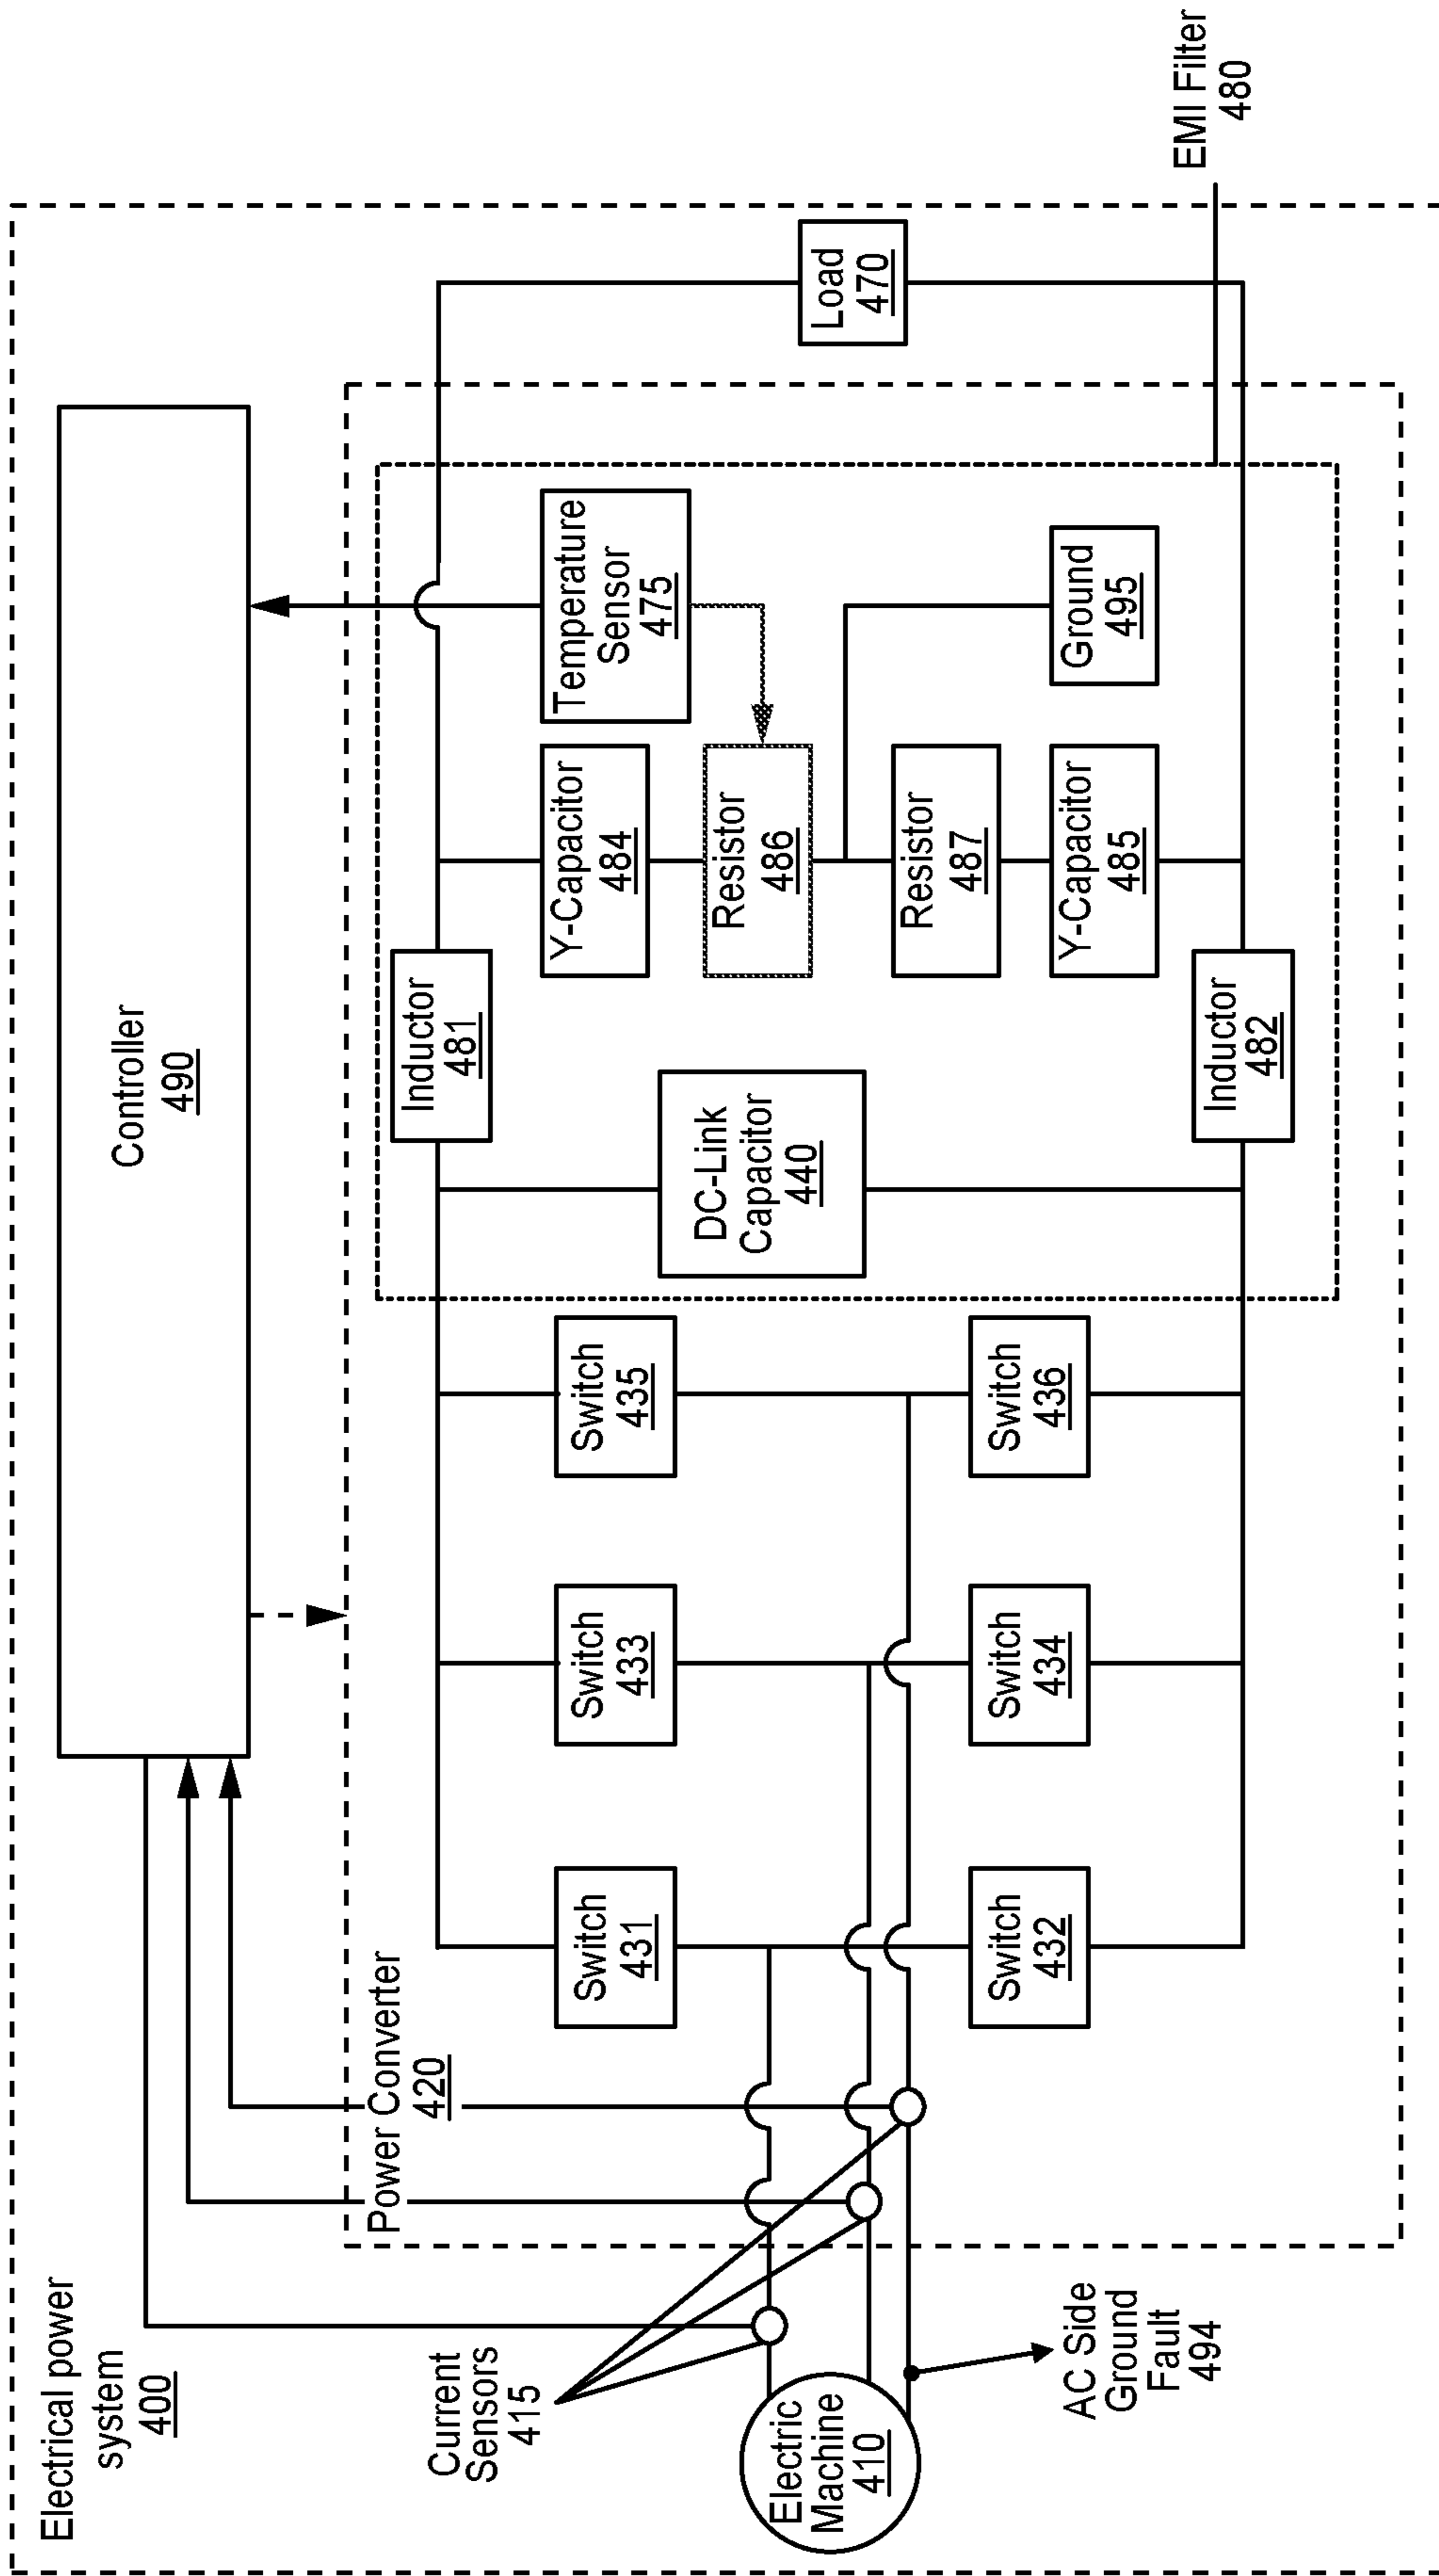 Electrical power
system
400
Controller
490
Power Converter
420
Current
Sensors
415
Electric
Machine
410
AC Side
Ground
Fault
494
Switch
431
Switch
432
Switch
433
Switch
434
Switch
435
Switch
436
DC-Link
Capacitor
440
Inductor
481
Inductor
482
Y-Capacitor
484
Resistor
486
Resistor
487
Y-Capacitor
485
Temperature
Sensor
475
Ground
495
Load
470
EMI Filter
480